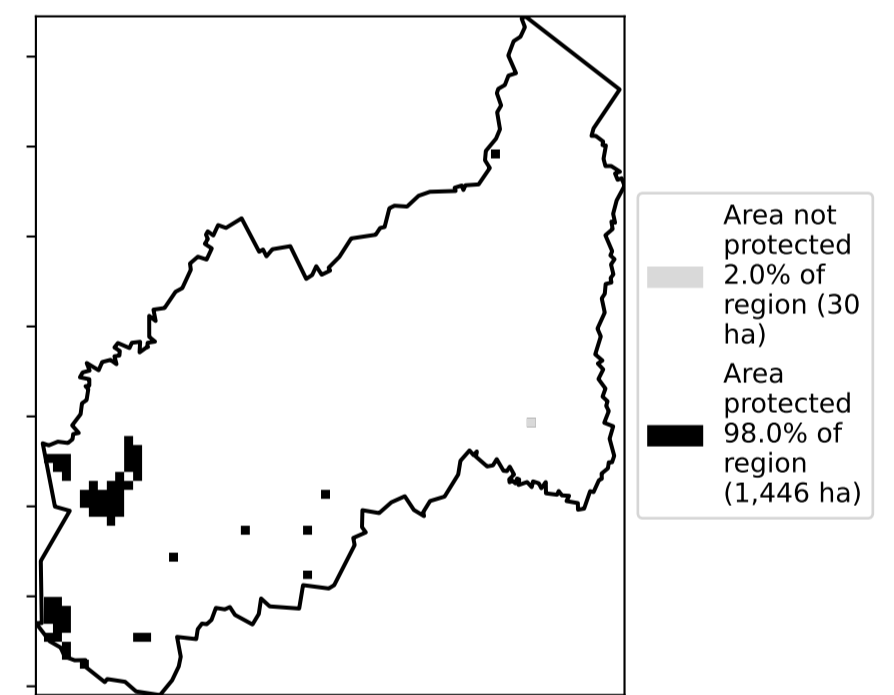 Area not
protected
2.0% of
region (30
ha)
Area
protected
98.0% of
region
(1,446 ha)